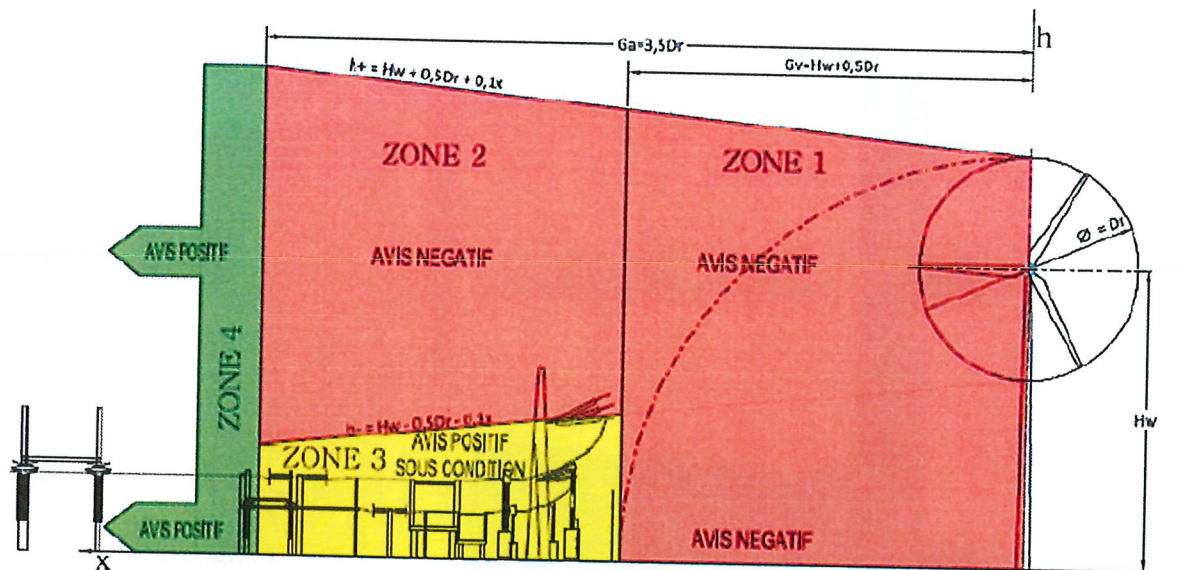 h
Ga=3,5Dr
Gv=Hw+0,5Dr
h+ = Hw + 0,5Dr + 0,1x
ZONE 2
ZONE 1
Ø = Dr
AVIS POSITIF
AVIS NEGATIF
AVIS NEGATIF
ZONE 4
Hw
h- = Hw - 0,5Dr - 0,1x
ZONE 3
AVIS POSITIF
SOUS CONDITION
AVIS POSITIF
AVIS NEGATIF
X